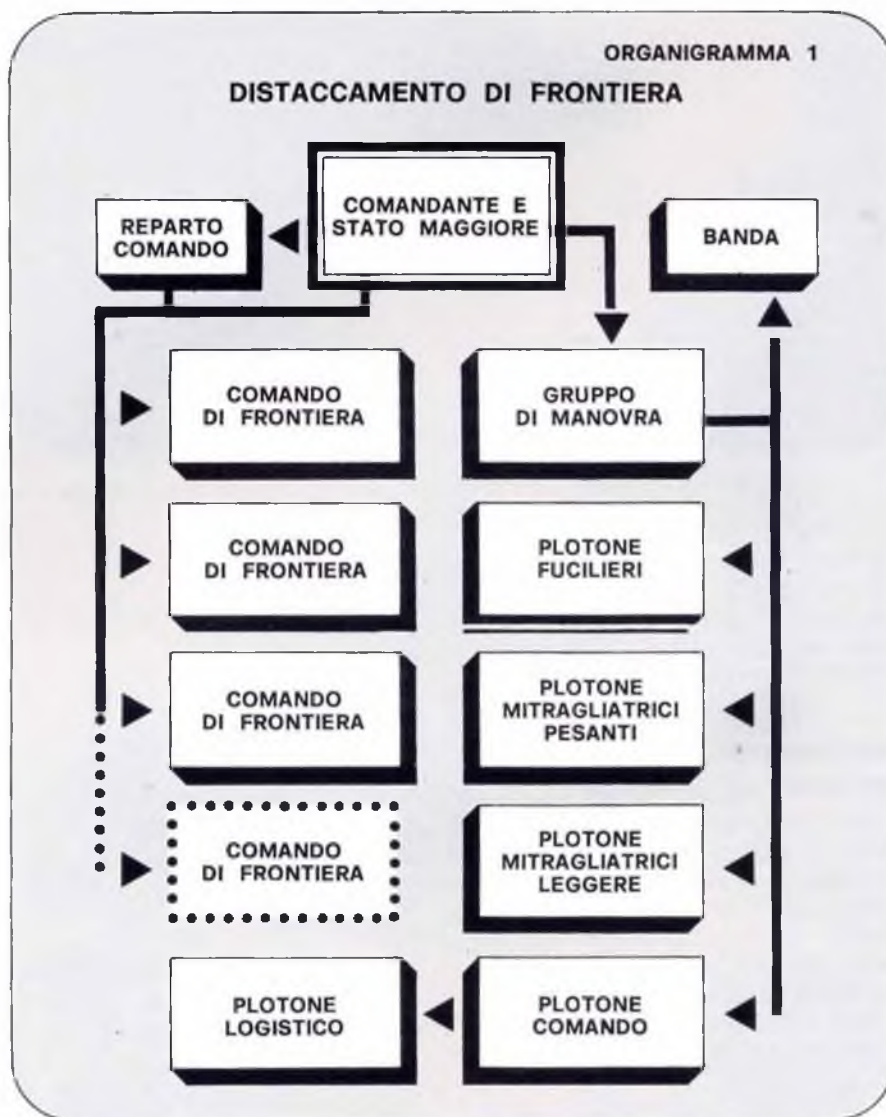 ORGANIGRAMMA 1
DISTACCAMENTO DI FRONTIERA
COMANDANTE E
STATO MAGGIORE
REPARTO
COMANDO
BANDA
COMANDO
DI FRONTIERA
GRUPPO
DI MANOVRA
COMANDO
DI FRONTIERA
PLOTONE
FUCILIERI
COMANDO
DI FRONTIERA
PLOTONE
MITRAGLIATRICI
PESANTI
COMANDO
DI FRONTIERA
PLOTONE
MITRAGLIATRICI
LEGGERE
PLOTONE
LOGISTICO
PLOTONE
COMANDO